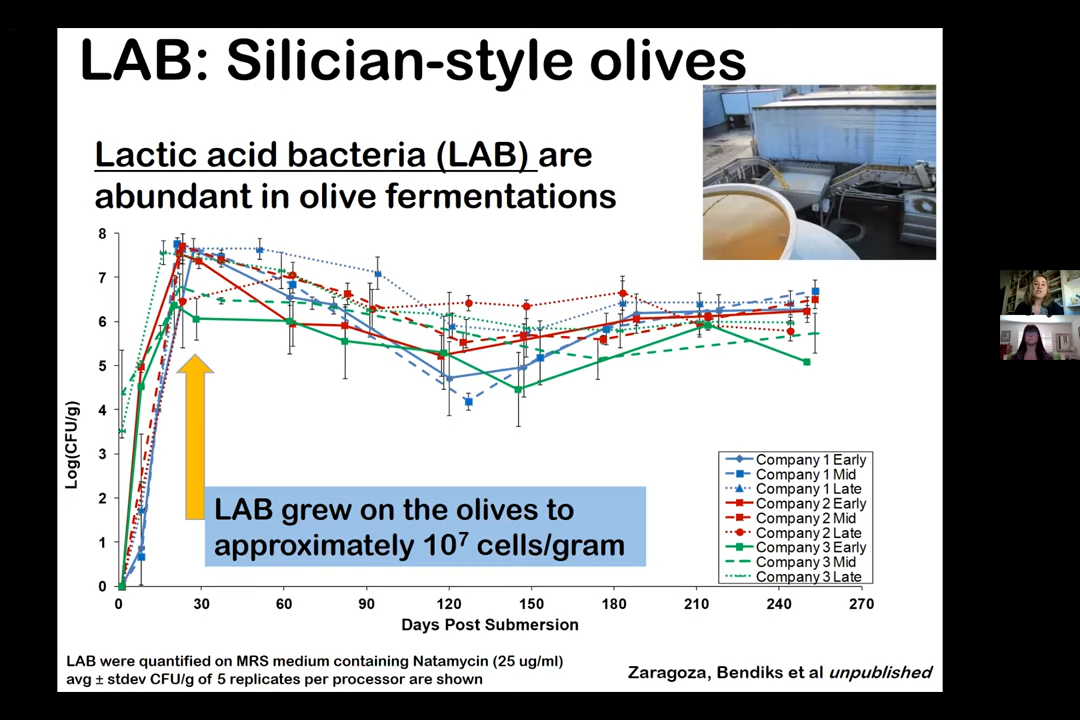 LAB: Silician-style olives
Lactic acid bacteria (LAB) are
abundant in olive fermentations
8
7
6
5
4
3
2
1
0
Log(CFU/g)
0 30 60 90 120 150 180 210 240 270
Days Post Submersion
LAB grew on the olives to
approximately 10⁷ cells/gram
Company 1 Early
Company 1 Mid
Company 1 Late
Company 2 Early
Company 2 Mid
Company 2 Late
Company 3 Early
Company 3 Mid
Company 3 Late
LAB were quantified on MRS medium containing Natamycin (25 ug/ml)
avg ± stdev CFU/g of 5 replicates per processor are shown
Zaragoza, Bendiks et al unpublished